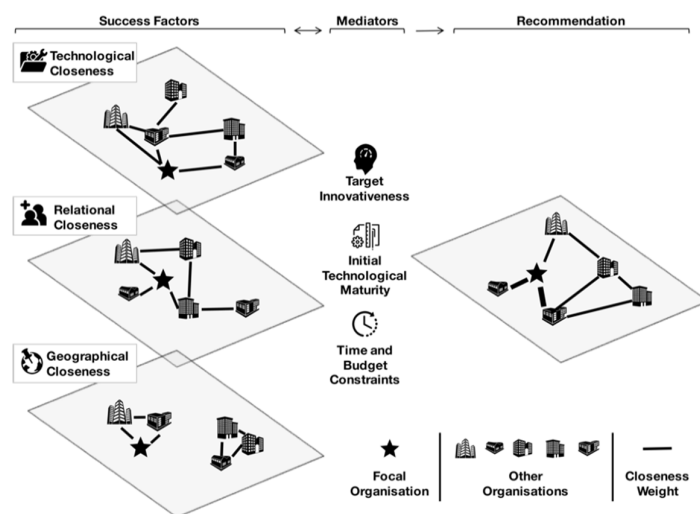 Success Factors
Mediators
Recommendation
Technological
Closeness
Relational
Closeness
Geographical
Closeness
Target
Innovativeness
Initial
Technological
Maturity
Time and
Budget
Constraints
Focal
Organisation
Other
Organisations
Closeness
Weight